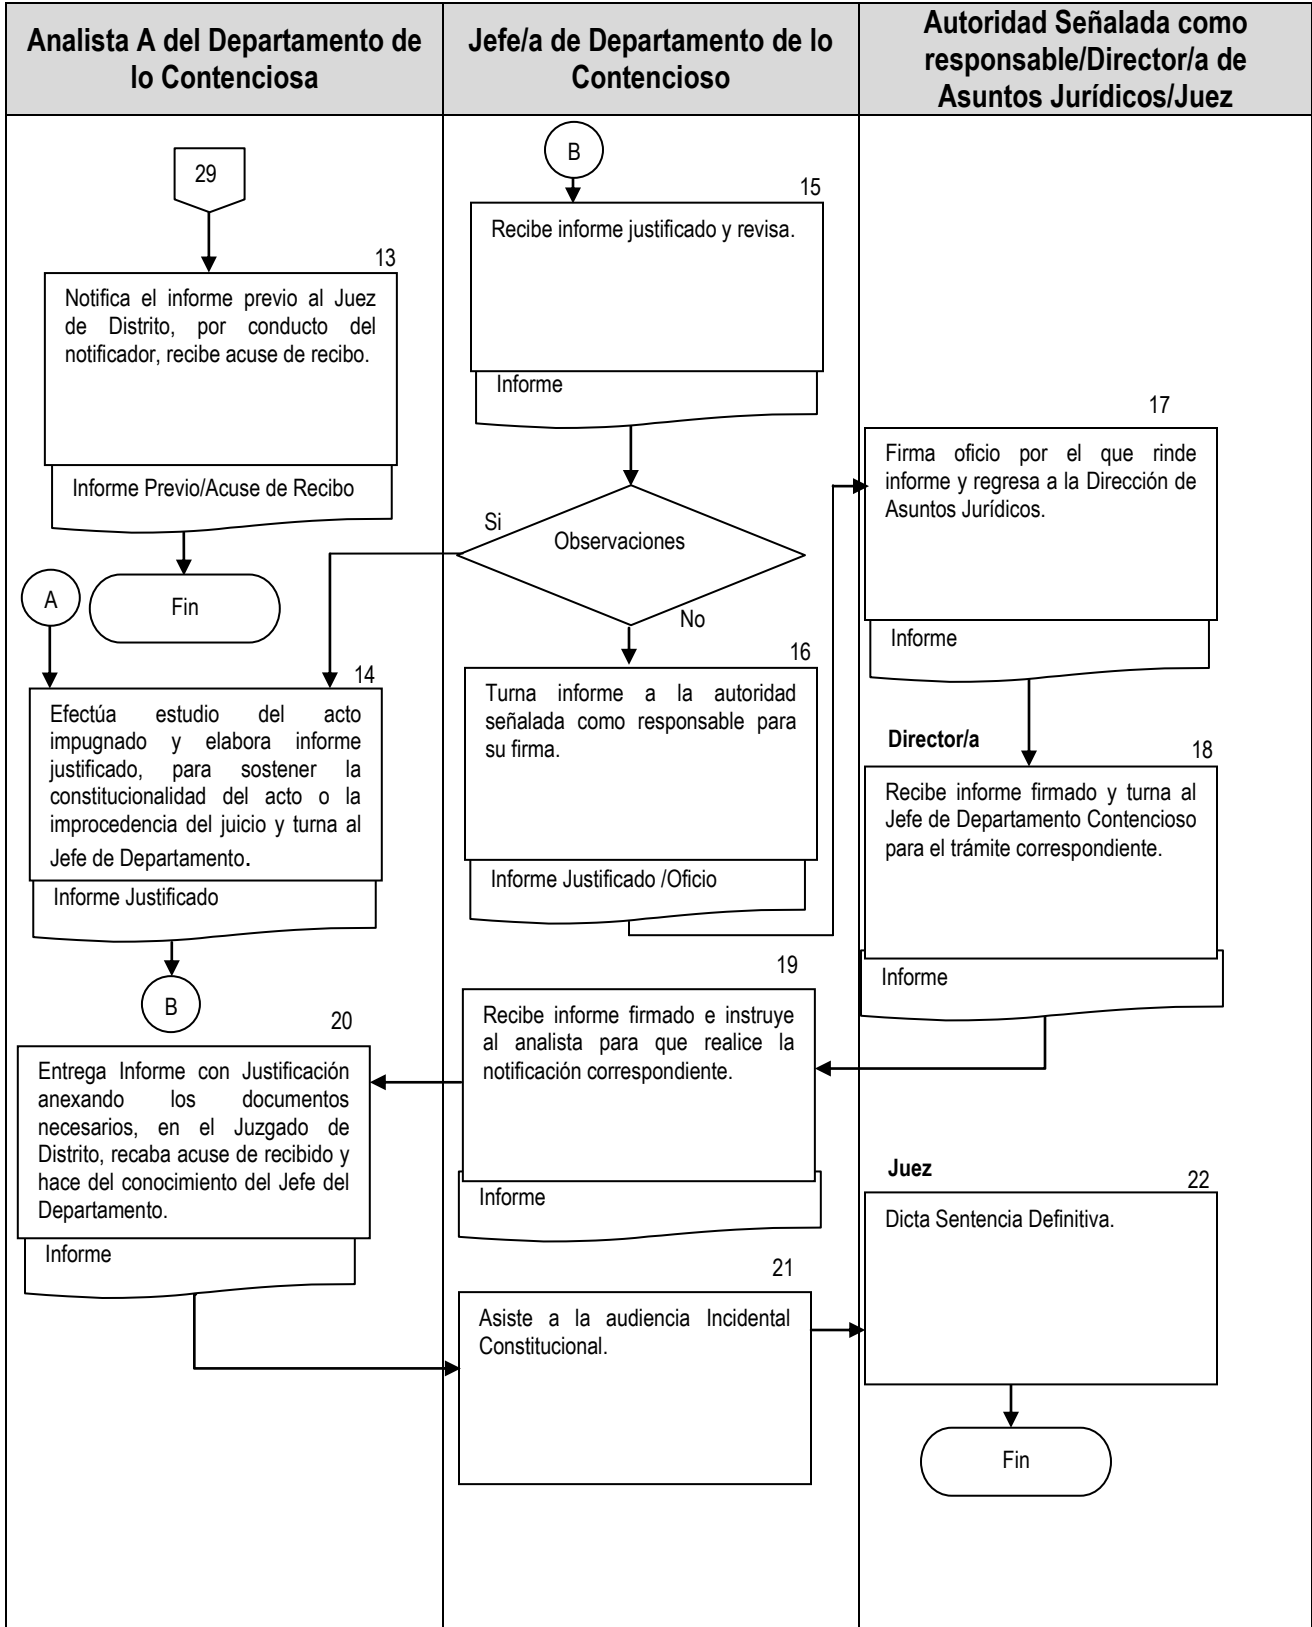 Analista A del Departamento de
lo Contenciosa
Jefe/a de Departamento de lo
Contencioso
Autoridad Señalada como
responsable/Director/a de
Asuntos Jurídicos/Juez
29
13
Notifica el informe previo al Juez
de Distrito, por conducto del
notificador, recibe acuse de recibo.
Informe Previo/Acuse de Recibo
Fin
A
14
Efectúa estudio del acto
impugnado y elabora informe
justificado, para sostener la
constitucionalidad del acto o la
improcedencia del juicio y turna al
Jefe de Departamento.
Informe Justificado
B
B
15
Recibe informe justificado y revisa.
Informe
Si
Observaciones
No
16
Turna informe a la autoridad
señalada como responsable para
su firma.
Informe Justificado /Oficio
17
Firma oficio por el que rinde
informe y regresa a la Dirección de
Asuntos Jurídicos.
Informe
Director/a
18
Recibe informe firmado y turna al
Jefe de Departamento Contencioso
para el trámite correspondiente.
Informe
19
Recibe informe firmado e instruye
al analista para que realice la
notificación correspondiente.
Informe
20
Entrega Informe con Justificación
anexando los documentos
necesarios, en el Juzgado de
Distrito, recaba acuse de recibido y
hace del conocimiento del Jefe del
Departamento.
Informe
21
Asiste a la audiencia Incidental
Constitucional.
Juez
22
Dicta Sentencia Definitiva.
Fin